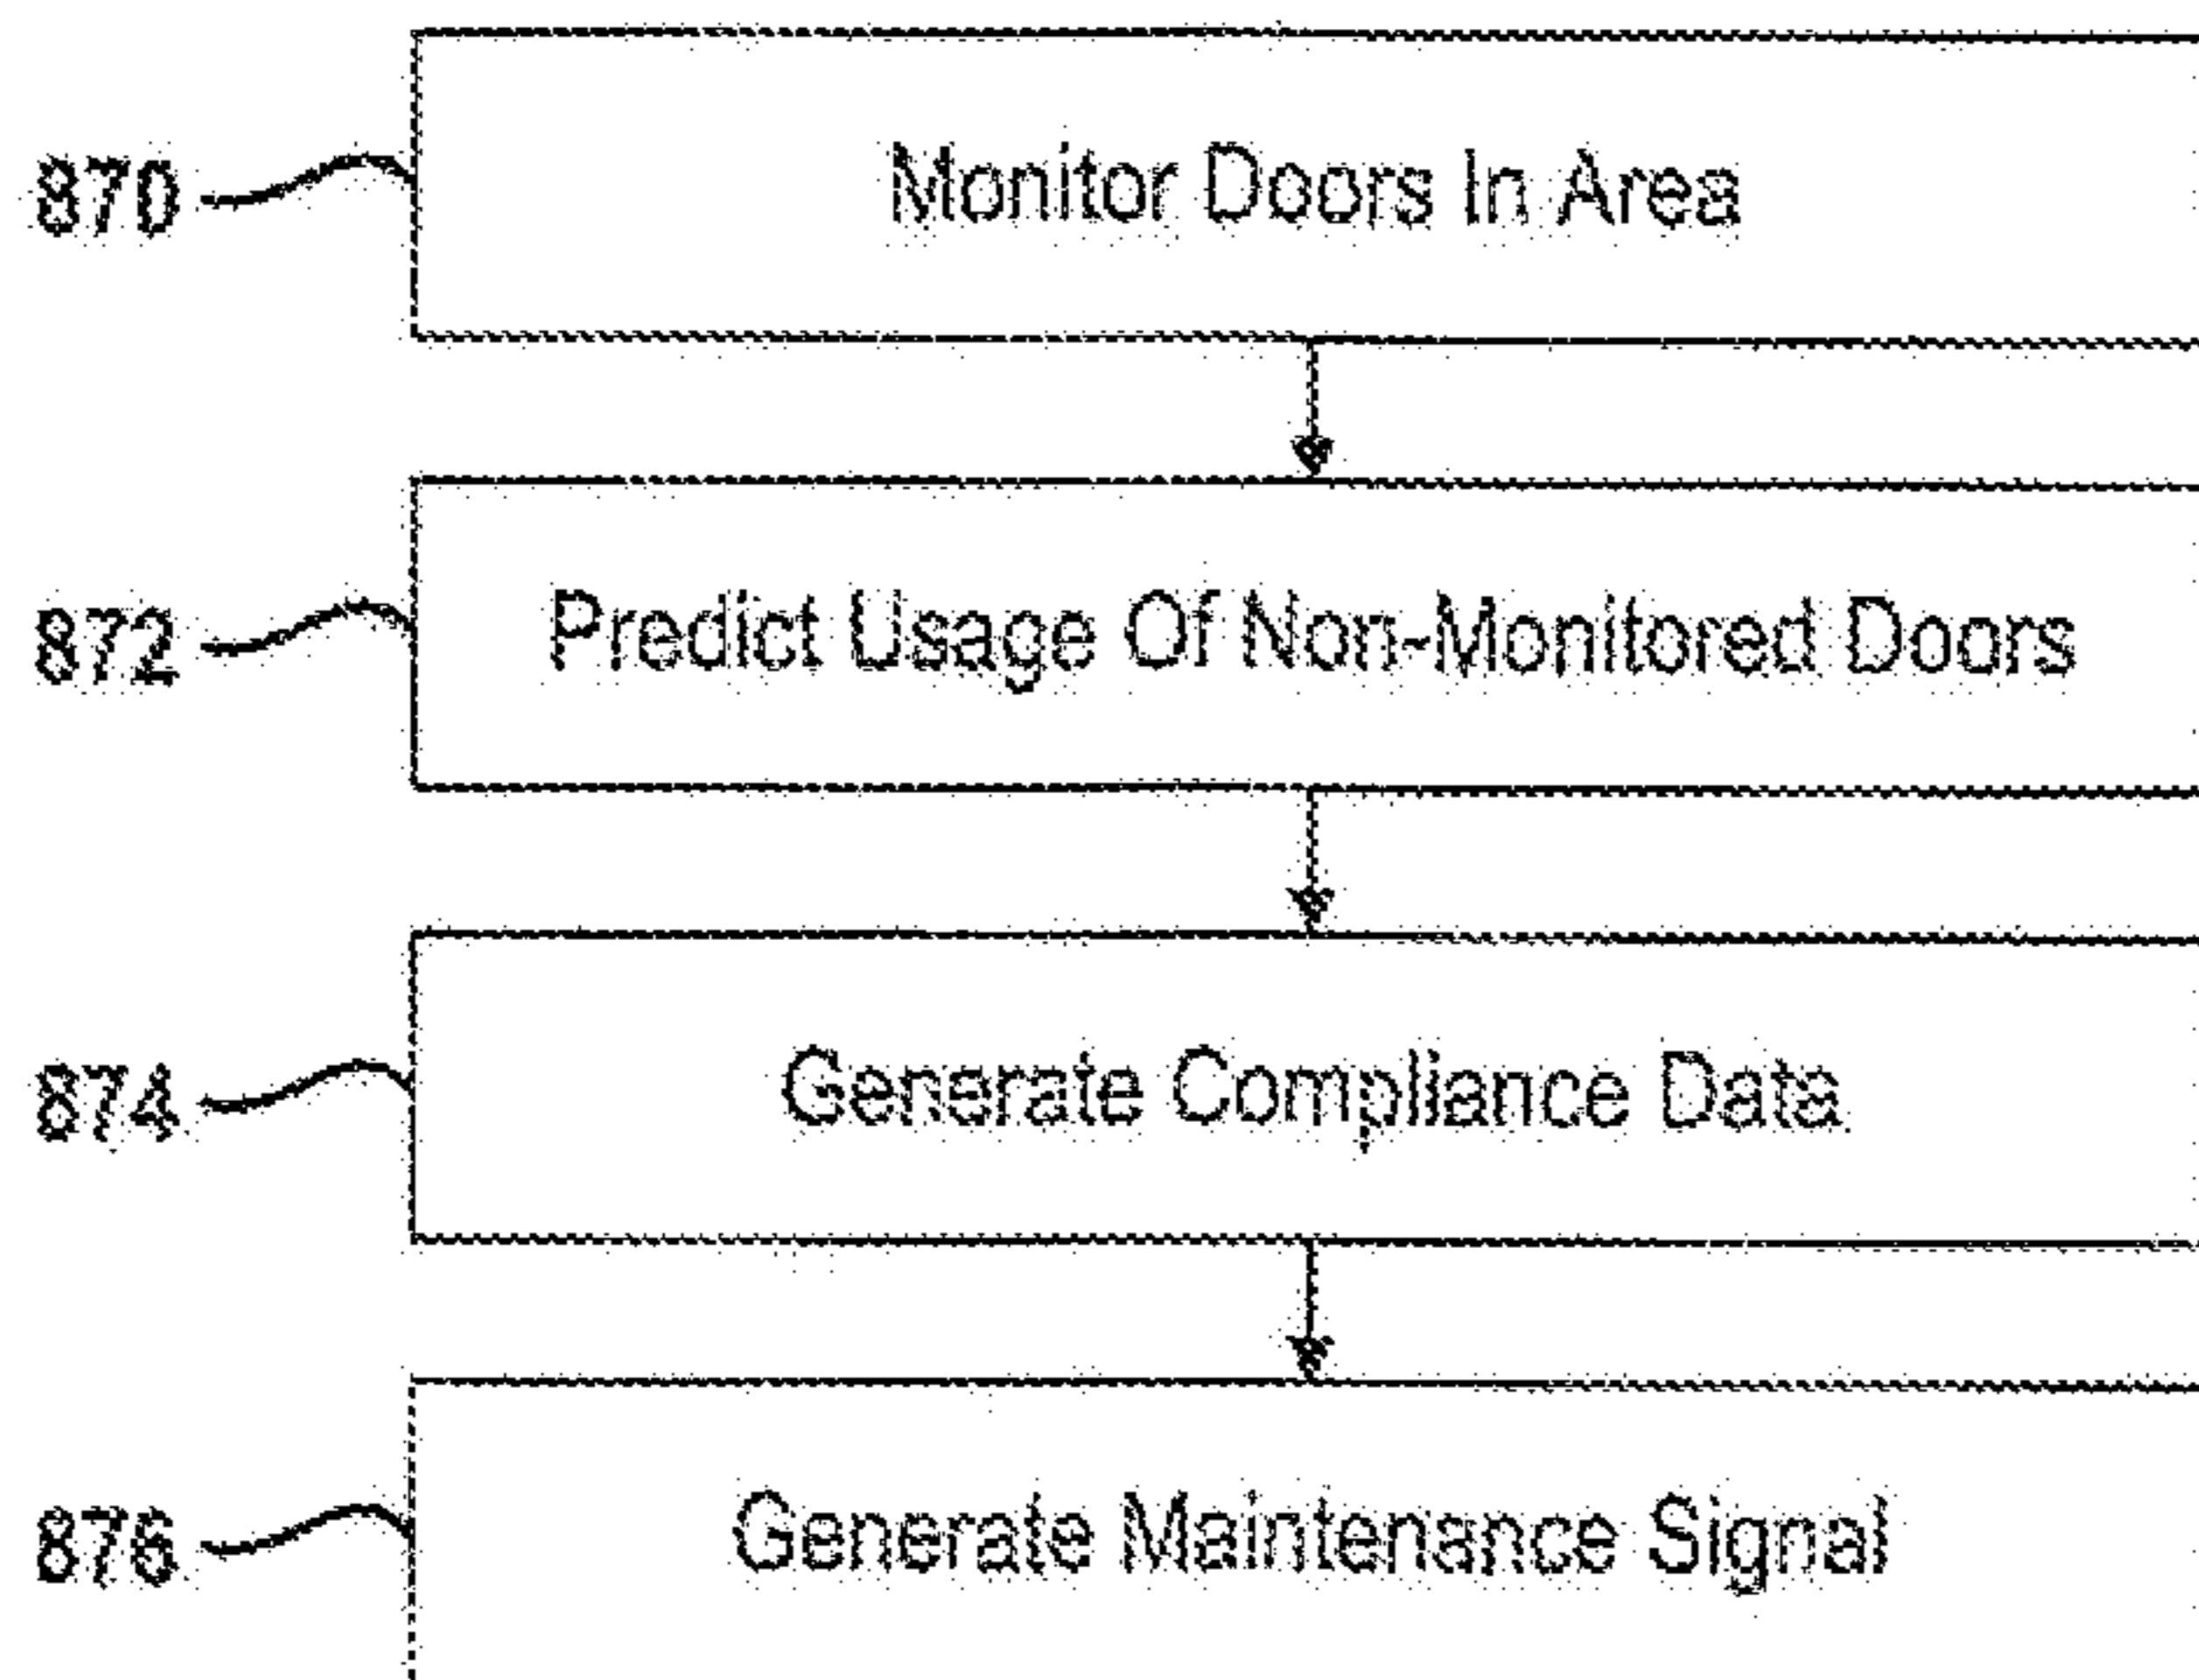 870 Monitor Doors In Area
872 Predict Usage Of Non-Monitored Doors
874 Generate Compliance Data
876 Generate Maintenance Signal